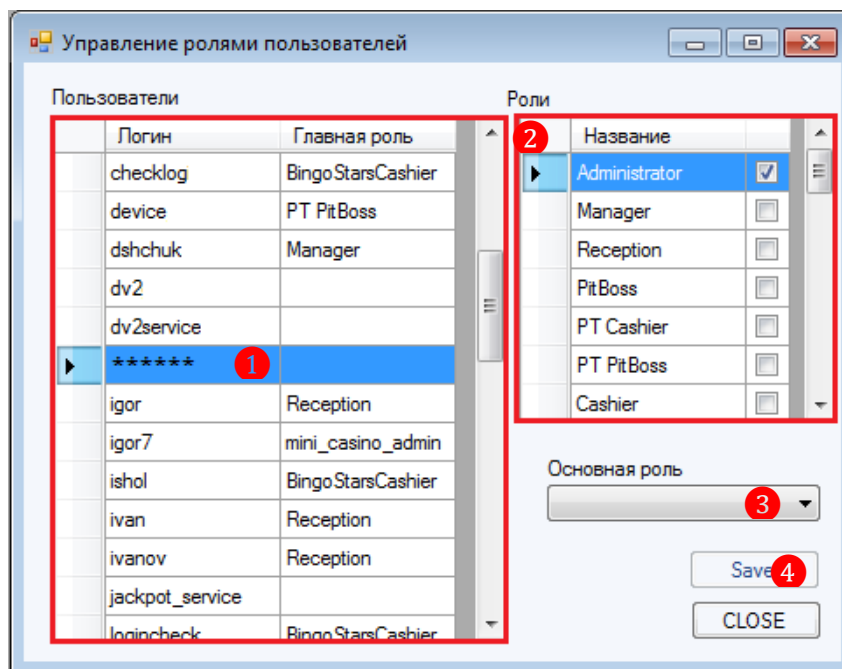 Управление ролями пользователей
Пользователи
Логин Главная роль
checklog BingoStarsCashier
device PT PitBoss
dshchuk Manager
dv2
dv2service
****** 1
igor Reception
igor7 mini_casino_admin
ishol BingoStarsCashier
ivan Reception
ivanov Reception
jackpot_service
logincheck BingoStarsCashier
Роли
2 Название
Administrator
Manager
Reception
PitBoss
PT Cashier
PT PitBoss
Cashier
Основная роль
3
Save 4
CLOSE